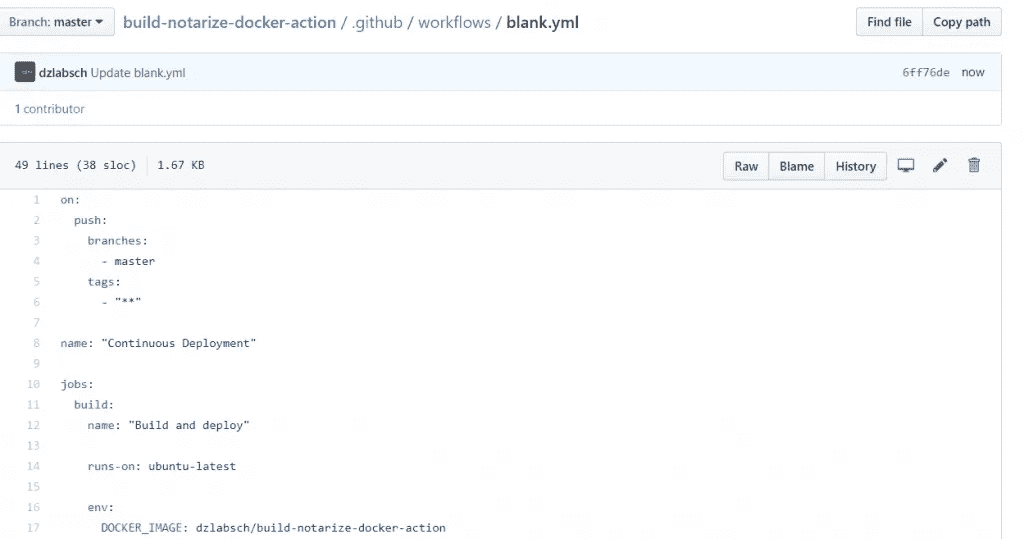 Branch: master build-notarize-docker-action / .github / workflows / blank.yml Find file Copy path
dzlabsch Update blank.yml 6ff76de now
1 contributor
49 lines (38 sloc) 1.67 KB Raw Blame History
1 on:
2 push:
3 branches:
4 - master
5 tags:
6 - "**"
7
8 name: "Continuous Deployment"
9
10 jobs:
11 build:
12 name: "Build and deploy"
13
14 runs-on: ubuntu-latest
15
16 env:
17 DOCKER_IMAGE: dzlabsch/build-notarize-docker-action